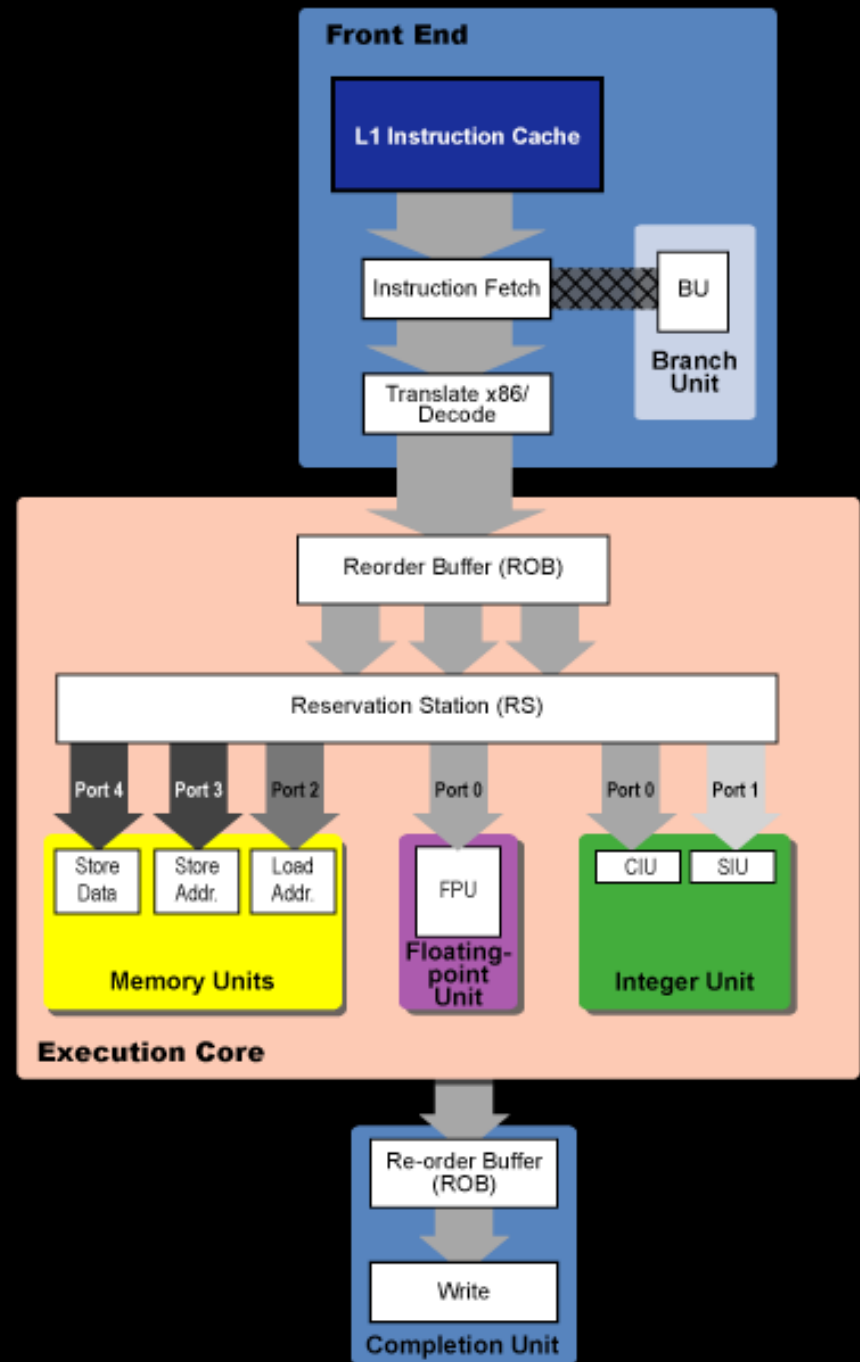 Front End
L1 Instruction Cache
Instruction Fetch
BU
Branch
Unit
Translate x86/
Decode
Reorder Buffer (ROB)
Reservation Station (RS)
Port 4
Port 3
Port 2
Port 0
Port 0
Port 1
Store
Data
Store
Addr.
Load
Addr.
FPU
CIU
SIU
Memory Units
Floating-
point
Unit
Integer Unit
Execution Core
Re-order Buffer
(ROB)
Write
Completion Unit